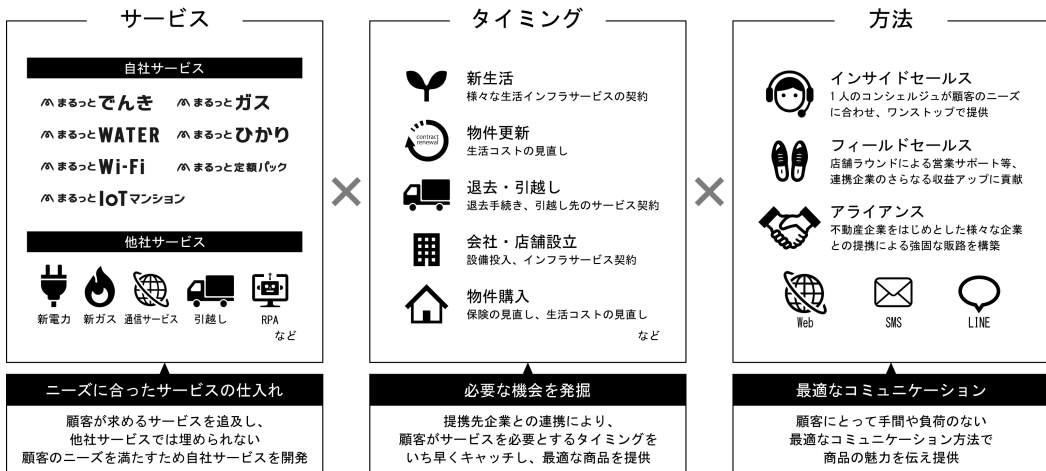 サービス
自社サービス
まるっとでんき
まるっとガス
まるっとWATER
まるっとひかり
まるっとWi-Fi
まるっと定額パック
まるっとIoTマンション
他社サービス
新電力
新ガス
通信サービス
引越し
RPA
など
ニーズに合ったサービスの仕入れ
顧客が求めるサービスを追及し、
他社サービスでは埋められない
顧客のニーズを満たすため自社サービスを開発
×
タイミング
新生活
様々な生活インフラサービスの契約
contract
renewal
物件更新
生活コストの見直し
退去・引越し
退去手続き、引越し先のサービス契約
会社・店舗設立
設備投入、インフラサービス契約
物件購入
保険の見直し、生活コストの見直し
など
必要な機会を発掘
提携先企業との連携により、
顧客がサービスを必要とするタイミングを
いち早くキャッチし、最適な商品を提供
×
方法
インサイドセールス
1人のコンシェルジュが顧客のニーズ
に合わせ、ワンストップで提供
フィールドセールス
店舗ラウンドによる営業サポート等、
連携企業のさらなる収益アップに貢献
アライアンス
不動産企業をはじめとした様々な企業
との提携による強固な販路を構築
Web
SMS
LINE
最適なコミュニケーション
顧客にとって手間や負荷のない
最適なコミュニケーション方法で
商品の魅力を伝え提供